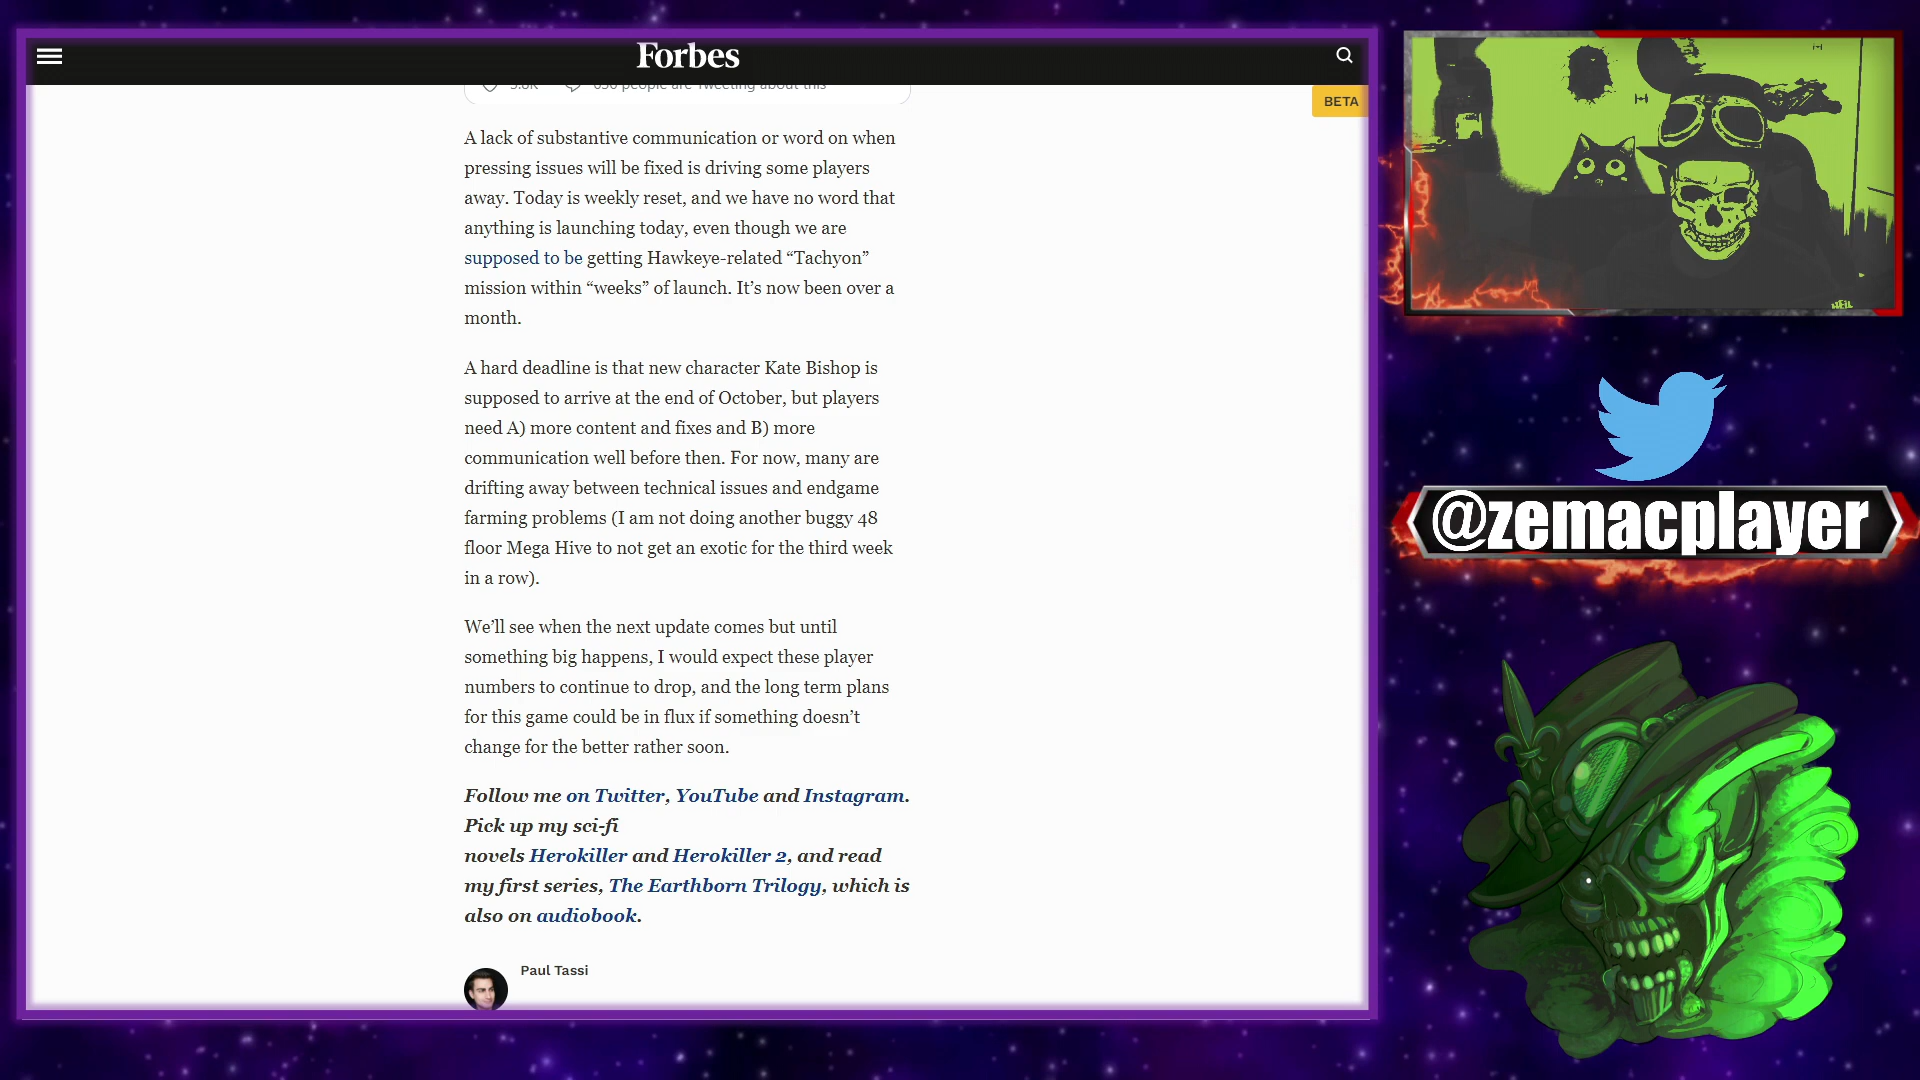 Forbes
3.8K 650 people are Tweeting about this
BETA
A lack of substantive communication or word on when
pressing issues will be fixed is driving some players
away. Today is weekly reset, and we have no word that
anything is launching today, even though we are
supposed to be getting Hawkeye-related “Tachyon”
mission within “weeks” of launch. It’s now been over a
month.
A hard deadline is that new character Kate Bishop is
supposed to arrive at the end of October, but players
need A) more content and fixes and B) more
communication well before then. For now, many are
drifting away between technical issues and endgame
farming problems (I am not doing another buggy 48
floor Mega Hive to not get an exotic for the third week
in a row).
We’ll see when the next update comes but until
something big happens, I would expect these player
numbers to continue to drop, and the long term plans
for this game could be in flux if something doesn’t
change for the better rather soon.
Follow me on Twitter, YouTube and Instagram.
Pick up my sci-fi
novels Herokiller and Herokiller 2, and read
my first series, The Earthborn Trilogy, which is
also on audiobook.
Paul Tassi
@zemacplayer